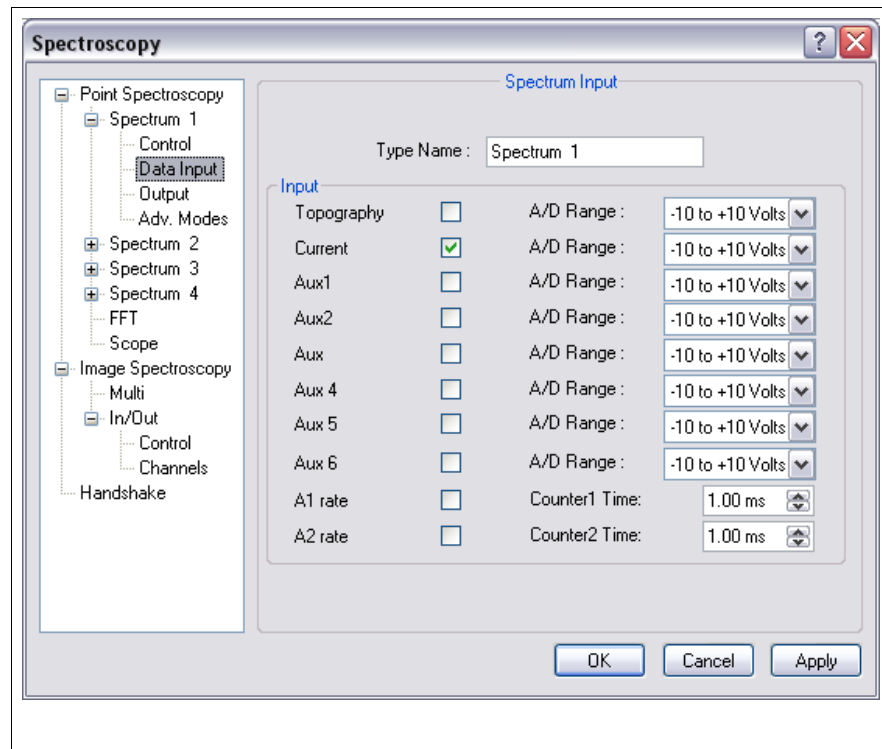 Spectroscopy
Point Spectroscopy
Spectrum 1
Control
Data Input
Output
Adv. Modes
Spectrum 2
Spectrum 3
Spectrum 4
FFT
Scope
Image Spectroscopy
Multi
In/Out
Control
Channels
Handshake
Spectrum Input
Type Name : Spectrum 1
Input
Topography A/D Range : -10 to +10 Volts
Current A/D Range : -10 to +10 Volts
Aux1 A/D Range : -10 to +10 Volts
Aux2 A/D Range : -10 to +10 Volts
Aux A/D Range : -10 to +10 Volts
Aux 4 A/D Range : -10 to +10 Volts
Aux 5 A/D Range : -10 to +10 Volts
Aux 6 A/D Range : -10 to +10 Volts
A1 rate Counter1 Time: 1.00 ms
A2 rate Counter2 Time: 1.00 ms
OK Cancel Apply